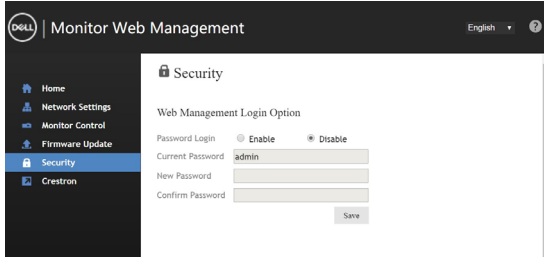 DELL | Monitor Web Management
English
?
Home
Network Settings
Monitor Control
Firmware Update
Security
Crestron
Security
Web Management Login Option
Password Login Enable Disable
Current Password admin
New Password
Confirm Password
Save